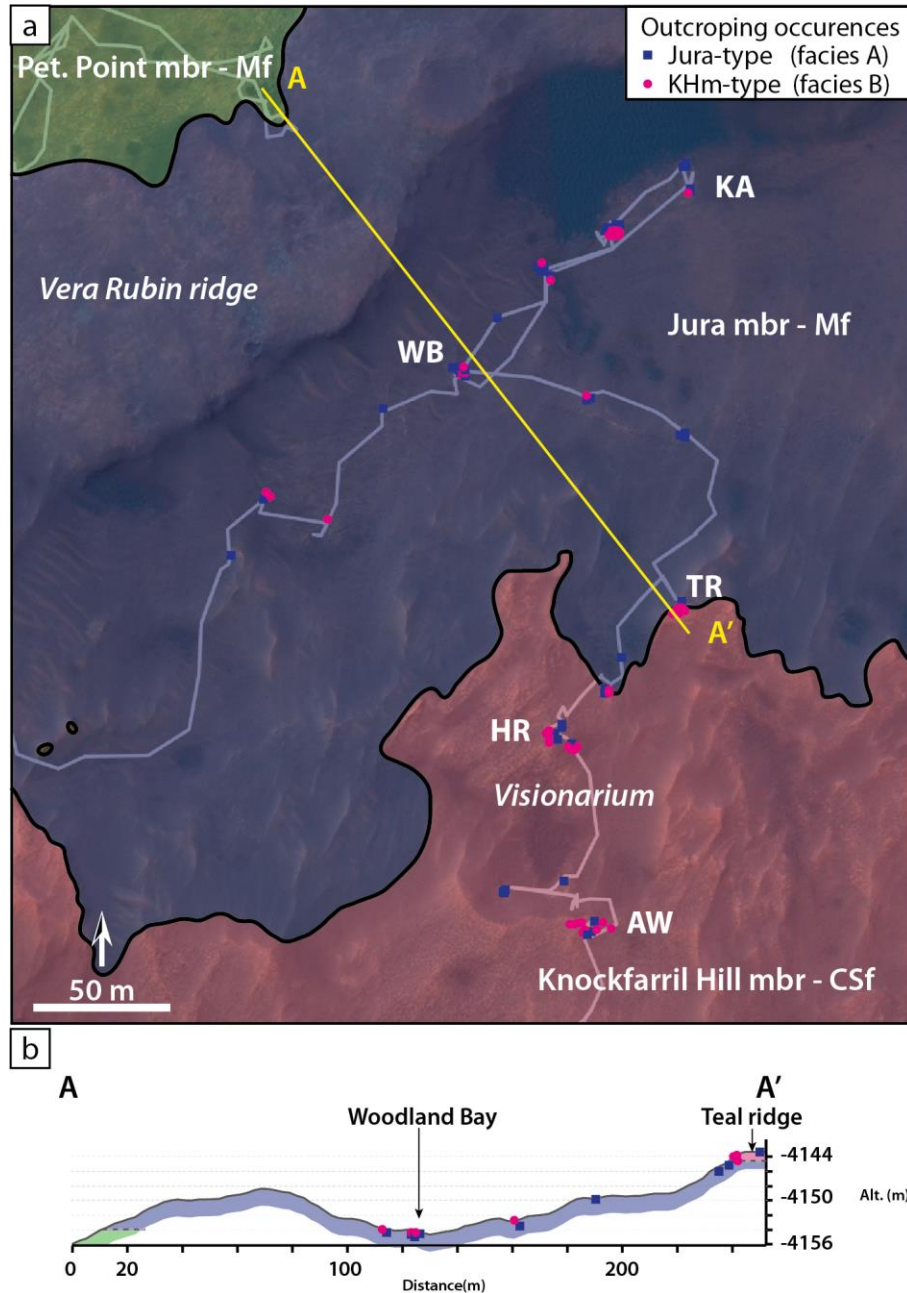 a
Outcroping occurences
Jura-type (facies A)
KHm-type (facies B)
Pet. Point mbr - Mf
A
KA
Vera Rubin ridge
Jura mbr - Mf
WB
TR
A'
HR
Visionarium
AW
50 m
Knockfarril Hill mbr - CSf
b
A
A'
Woodland Bay
Teal ridge
-4144
-4150
Alt. (m)
-4156
0
20
100
200
Distance(m)